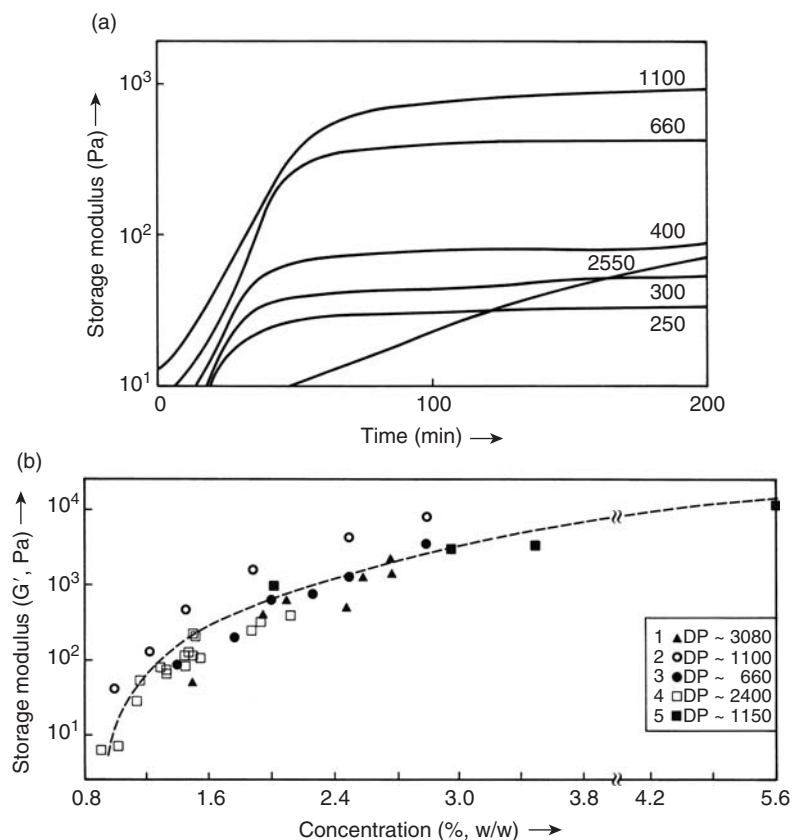 (a)
10³
10²
10¹
Storage modulus (Pa) →
1100
660
400
2550
300
250
0 100 200
Time (min) →
(b)
10⁴
10³
10²
10¹
Storage modulus (G′, Pa) →
1 ▲ DP ~ 3080
2 ○ DP ~ 1100
3 ● DP ~ 660
4 □ DP ~ 2400
5 ■ DP ~ 1150
0.8 1.6 2.4 3.0 3.8 4.2 5.6
Concentration (%, w/w) →